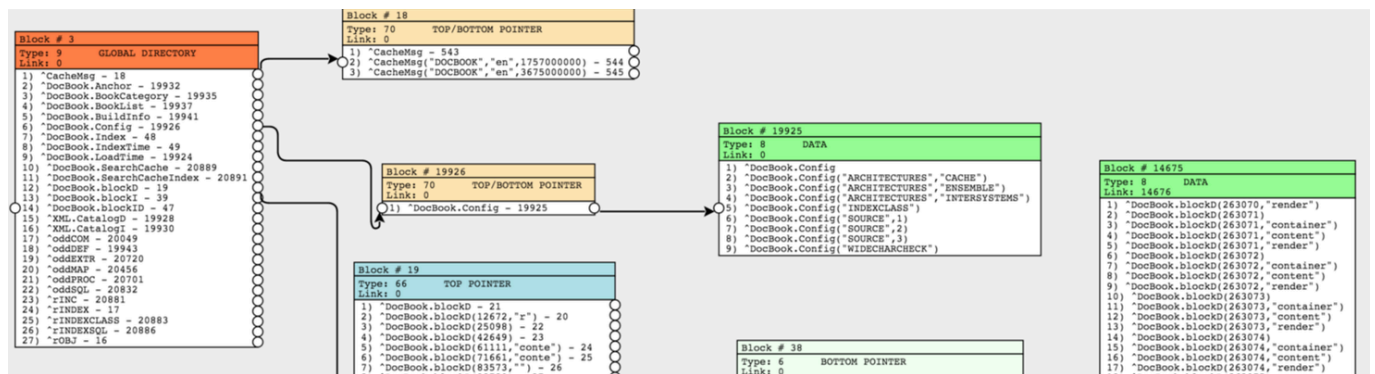 Block # 3
Type: 9 GLOBAL DIRECTORY
Link: 0
1) ^CacheMsg - 18
2) ^DocBook.Anchor - 19932
3) ^DocBook.BookCategory - 19935
4) ^DocBook.BookList - 19937
5) ^DocBook.BuildInfo - 19941
6) ^DocBook.Config - 19926
7) ^DocBook.Index - 48
8) ^DocBook.IndexTime - 49
9) ^DocBook.LoadTime - 19924
10) ^DocBook.SearchCache - 20889
11) ^DocBook.SearchCacheIndex - 20891
12) ^DocBook.blockD - 19
13) ^DocBook.blockI - 39
14) ^DocBook.blockID - 47
15) ^XML.CatalogD - 19928
16) ^XML.CatalogI - 19930
17) ^oddCOM - 20049
18) ^oddDEF - 19943
19) ^oddEXTR - 20720
20) ^oddMAP - 20456
21) ^oddPROC - 20701
22) ^oddSQL - 20832
23) ^rINC - 20881
24) ^rINDEX - 17
25) ^rINDEXCLASS - 20883
26) ^rINDEXSQL - 20886
27) ^rOBJ - 16
Block # 18
Type: 70 TOP/BOTTOM POINTER
Link: 0
1) ^CacheMsg - 543
2) ^CacheMsg("DOCBOOK","en",1757000000) - 544
3) ^CacheMsg("DOCBOOK","en",3675000000) - 545
Block # 19926
Type: 70 TOP/BOTTOM POINTER
Link: 0
1) ^DocBook.Config - 19925
Block # 19
Type: 66 TOP POINTER
Link: 0
1) ^DocBook.blockD - 21
2) ^DocBook.blockD(12672,"r") - 20
3) ^DocBook.blockD(25098) - 22
4) ^DocBook.blockD(42649) - 23
5) ^DocBook.blockD(61111,"conte") - 24
6) ^DocBook.blockD(71661,"conte") - 25
7) ^DocBook.blockD(83573,"") - 26
Block # 19925
Type: 8 DATA
Link: 0
1) ^DocBook.Config
2) ^DocBook.Config("ARCHITECTURES","CACHE")
3) ^DocBook.Config("ARCHITECTURES","ENSEMBLE")
4) ^DocBook.Config("ARCHITECTURES","INTERSYSTEMS")
5) ^DocBook.Config("INDEXCLASS")
6) ^DocBook.Config("SOURCE",1)
7) ^DocBook.Config("SOURCE",2)
8) ^DocBook.Config("SOURCE",3)
9) ^DocBook.Config("WIDECHARCHECK")
Block # 38
Type: 6 BOTTOM POINTER
Link: 0
Block # 14675
Type: 8 DATA
Link: 14676
1) ^DocBook.blockD(263070,"render")
2) ^DocBook.blockD(263071)
3) ^DocBook.blockD(263071,"container")
4) ^DocBook.blockD(263071,"content")
5) ^DocBook.blockD(263071,"render")
6) ^DocBook.blockD(263072)
7) ^DocBook.blockD(263072,"container")
8) ^DocBook.blockD(263072,"content")
9) ^DocBook.blockD(263072,"render")
10) ^DocBook.blockD(263073)
11) ^DocBook.blockD(263073,"container")
12) ^DocBook.blockD(263073,"content")
13) ^DocBook.blockD(263073,"render")
14) ^DocBook.blockD(263074)
15) ^DocBook.blockD(263074,"container")
16) ^DocBook.blockD(263074,"content")
17) ^DocBook.blockD(263074,"render")